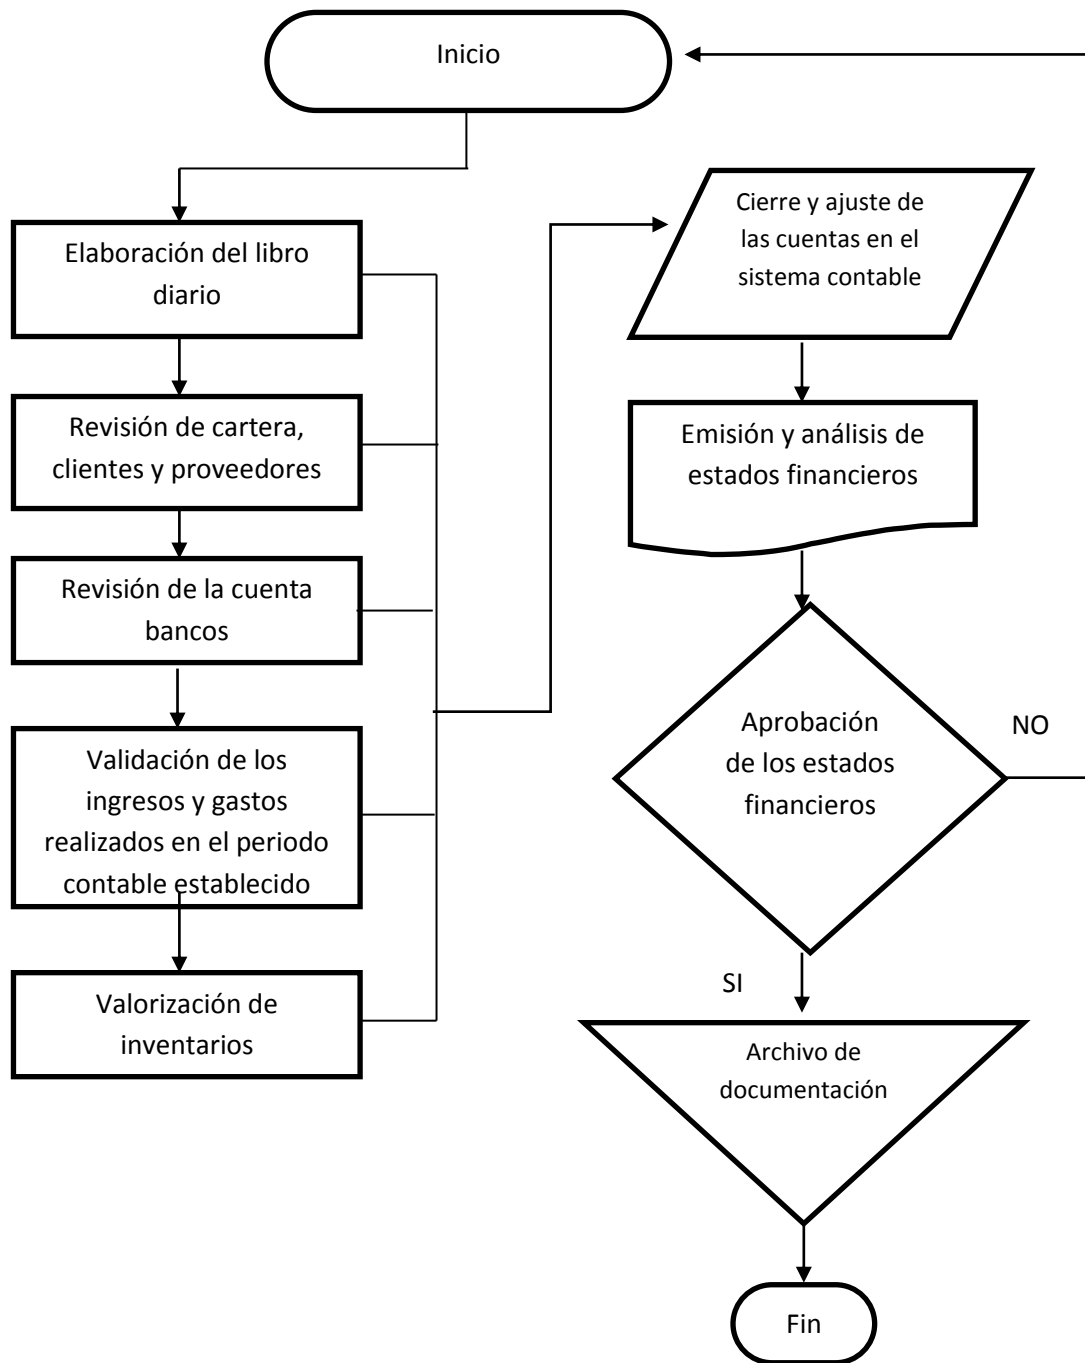 Inicio
Elaboración del libro
diario
Revisión de cartera,
clientes y proveedores
Revisión de la cuenta
bancos
Validación de los
ingresos y gastos
realizados en el periodo
contable establecido
Valorización de
inventarios
Cierre y ajuste de
las cuentas en el
sistema contable
Emisión y análisis de
estados financieros
Aprobación
de los estados
financieros
NO
SI
Archivo de
documentación
Fin